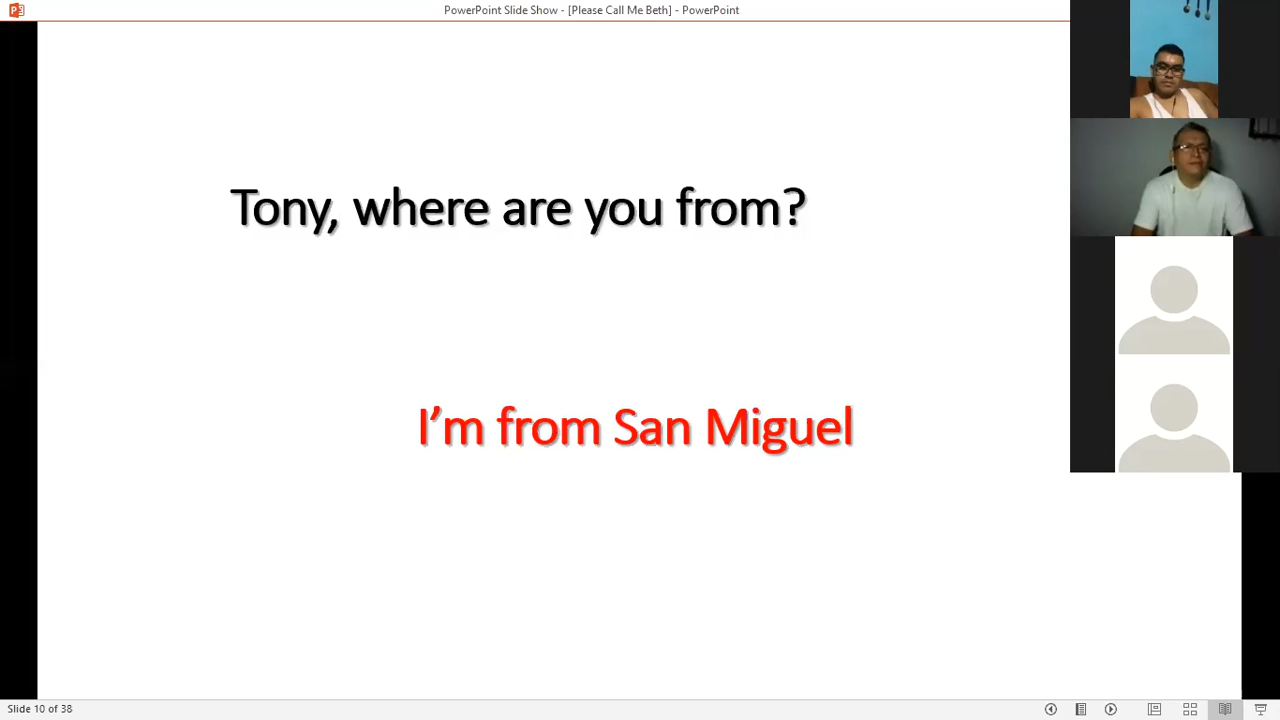 PowerPoint Slide Show - [Please Call Me Beth] - PowerPoint
Tony, where are you from?
I’m from San Miguel
Slide 10 of 38